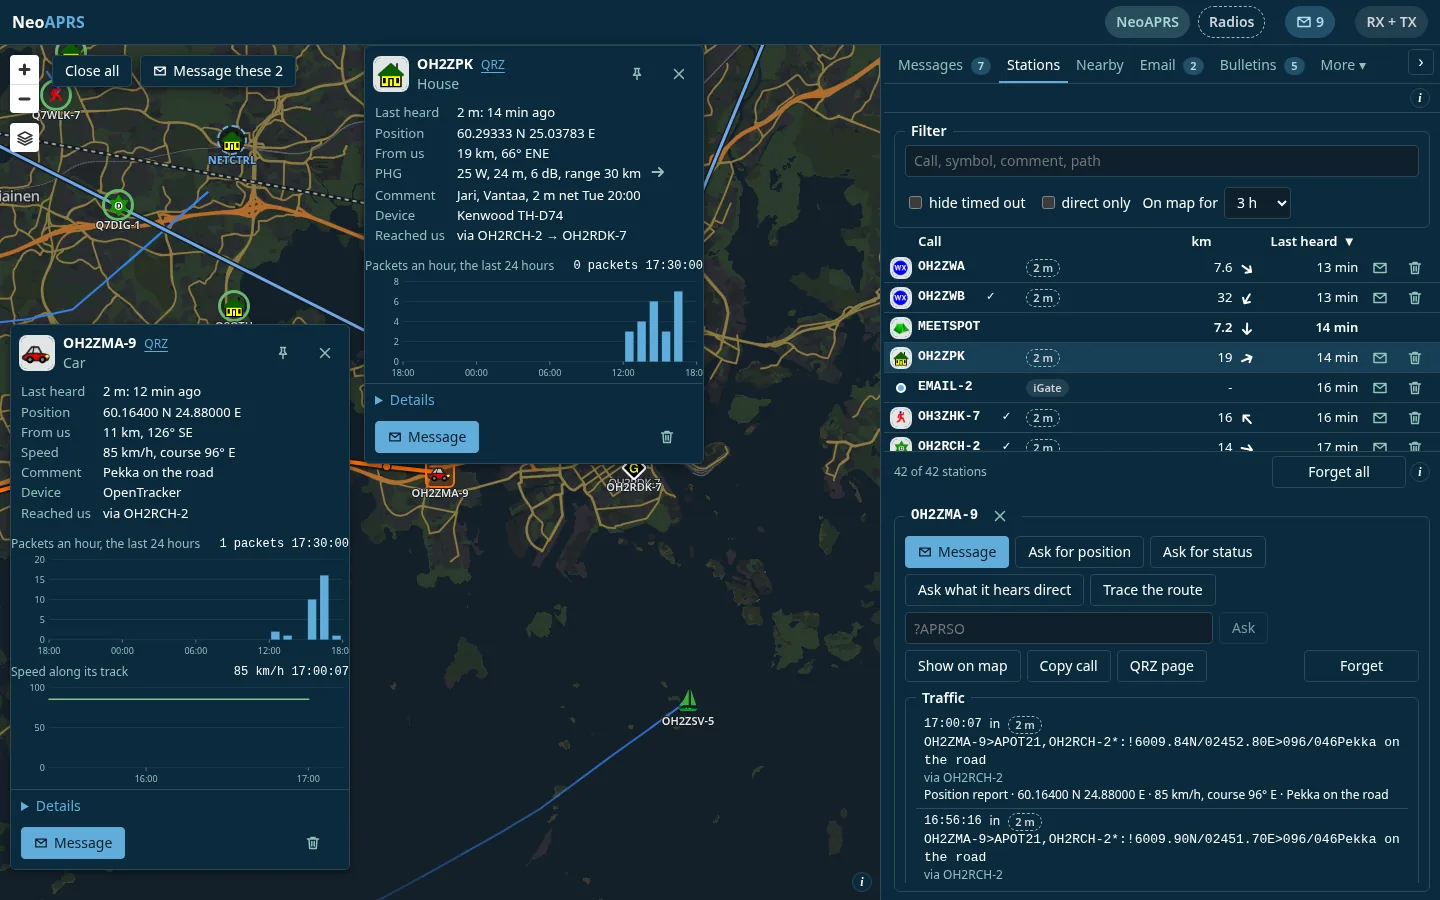 NeoAPRS
NeoAPRS
Radios
9
RX + TX
+
−
Close all
Message these 2
Q7WLK-7
NETCTRL
iainen
Q7DIG-1
OH2ZPK QRZ
House
Last heard 2 m: 14 min ago
Position 60.29333 N 25.03783 E
From us 19 km, 66° ENE
PHG 25 W, 24 m, 6 dB, range 30 km →
Comment Jari, Vantaa, 2 m net Tue 20:00
Device Kenwood TH-D74
Reached us via OH2RCH-2 → OH2RDK-7
Packets an hour, the last 24 hours 0 packets 17:30:00
8
6
4
2
0
18:00 00:00 06:00 12:00 18:0
▶ Details
Message
OH2ZMA-9 QRZ
Car
Last heard 2 m: 12 min ago
Position 60.16400 N 24.88000 E
From us 11 km, 126° SE
Speed 85 km/h, course 96° E
Comment Pekka on the road
Device OpenTracker
Reached us via OH2RCH-2
Packets an hour, the last 24 hours 1 packets 17:30:00
20
15
10
5
0
18:00 00:00 06:00 12:00 18:0
Speed along its track 85 km/h 17:00:07
100
50
0
16:00 17:00
▶ Details
Message
OH2ZMA-9
G
OH2RDK-7
OH2ZSV-5
i
Messages 7
Stations
Nearby
Email 2
Bulletins 5
More ▾
›
i
Filter
Call, symbol, comment, path
hide timed out
direct only
On map for 3 h
Call km Last heard ▼
WX OH2ZWA 2 m 7.6 13 min
WX OH2ZWB ✓ 2 m 32 13 min
MEETSPOT 7.2 14 min
OH2ZPK 2 m 19 14 min
EMAIL-2 iGate - 16 min
OH3ZHK-7 ✓ 2 m 16 16 min
OH2RCH-2 ✓ 2 m 14 17 min
42 of 42 stations
Forget all
i
OH2ZMA-9
Message
Ask for position
Ask for status
Ask what it hears direct
Trace the route
?APRSO
Ask
Show on map
Copy call
QRZ page
Forget
Traffic
17:00:07 in 2 m
OH2ZMA-9>APOT21,OH2RCH-2*:!6009.84N/02452.80E>096/046Pekka on
the road
via OH2RCH-2
Position report · 60.16400 N 24.88000 E · 85 km/h, course 96° E · Pekka on the road
16:56:16 in 2 m
OH2ZMA-9>APOT21,OH2RCH-2*:!6009.90N/02451.70E>096/046Pekka on
the road
via OH2RCH-2